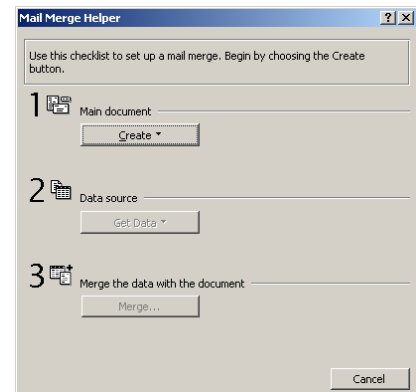 Mail Merge Helper
Use this checklist to set up a mail merge. Begin by choosing the Create
button.
1 Main document
Create
2 Data source
Get Data
3 Merge the data with the document
Merge...
Cancel